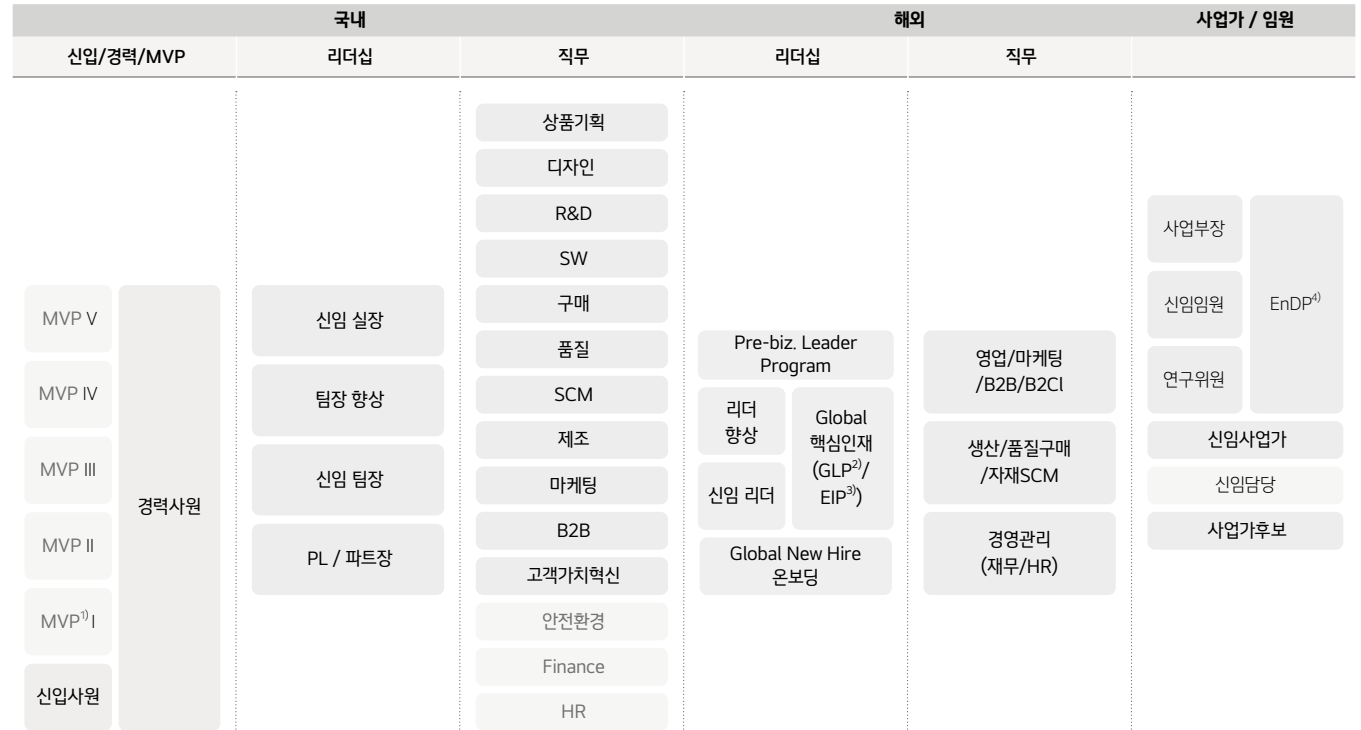 국내
해외
사업가 / 임원
신입/경력/MVP
리더십
직무
리더십
직무
MVP V
MVP IV
MVP III
MVP II
MVP1) I
신입사원
경력사원
신임 실장
팀장 향상
신임 팀장
PL / 파트장
상품기획
디자인
R&D
SW
구매
품질
SCM
제조
마케팅
B2B
고객가치혁신
안전환경
Finance
HR
Pre-biz. Leader
Program
리더
향상
신임 리더
Global
핵심인재
(GLP2)/
EIP3))
Global New Hire
온보딩
영업/마케팅
/B2B/B2Cl
생산/품질구매
/자재SCM
경영관리
(재무/HR)
사업부장
신임임원
연구위원
EnDP4)
신임사업가
신임담당
사업가후보